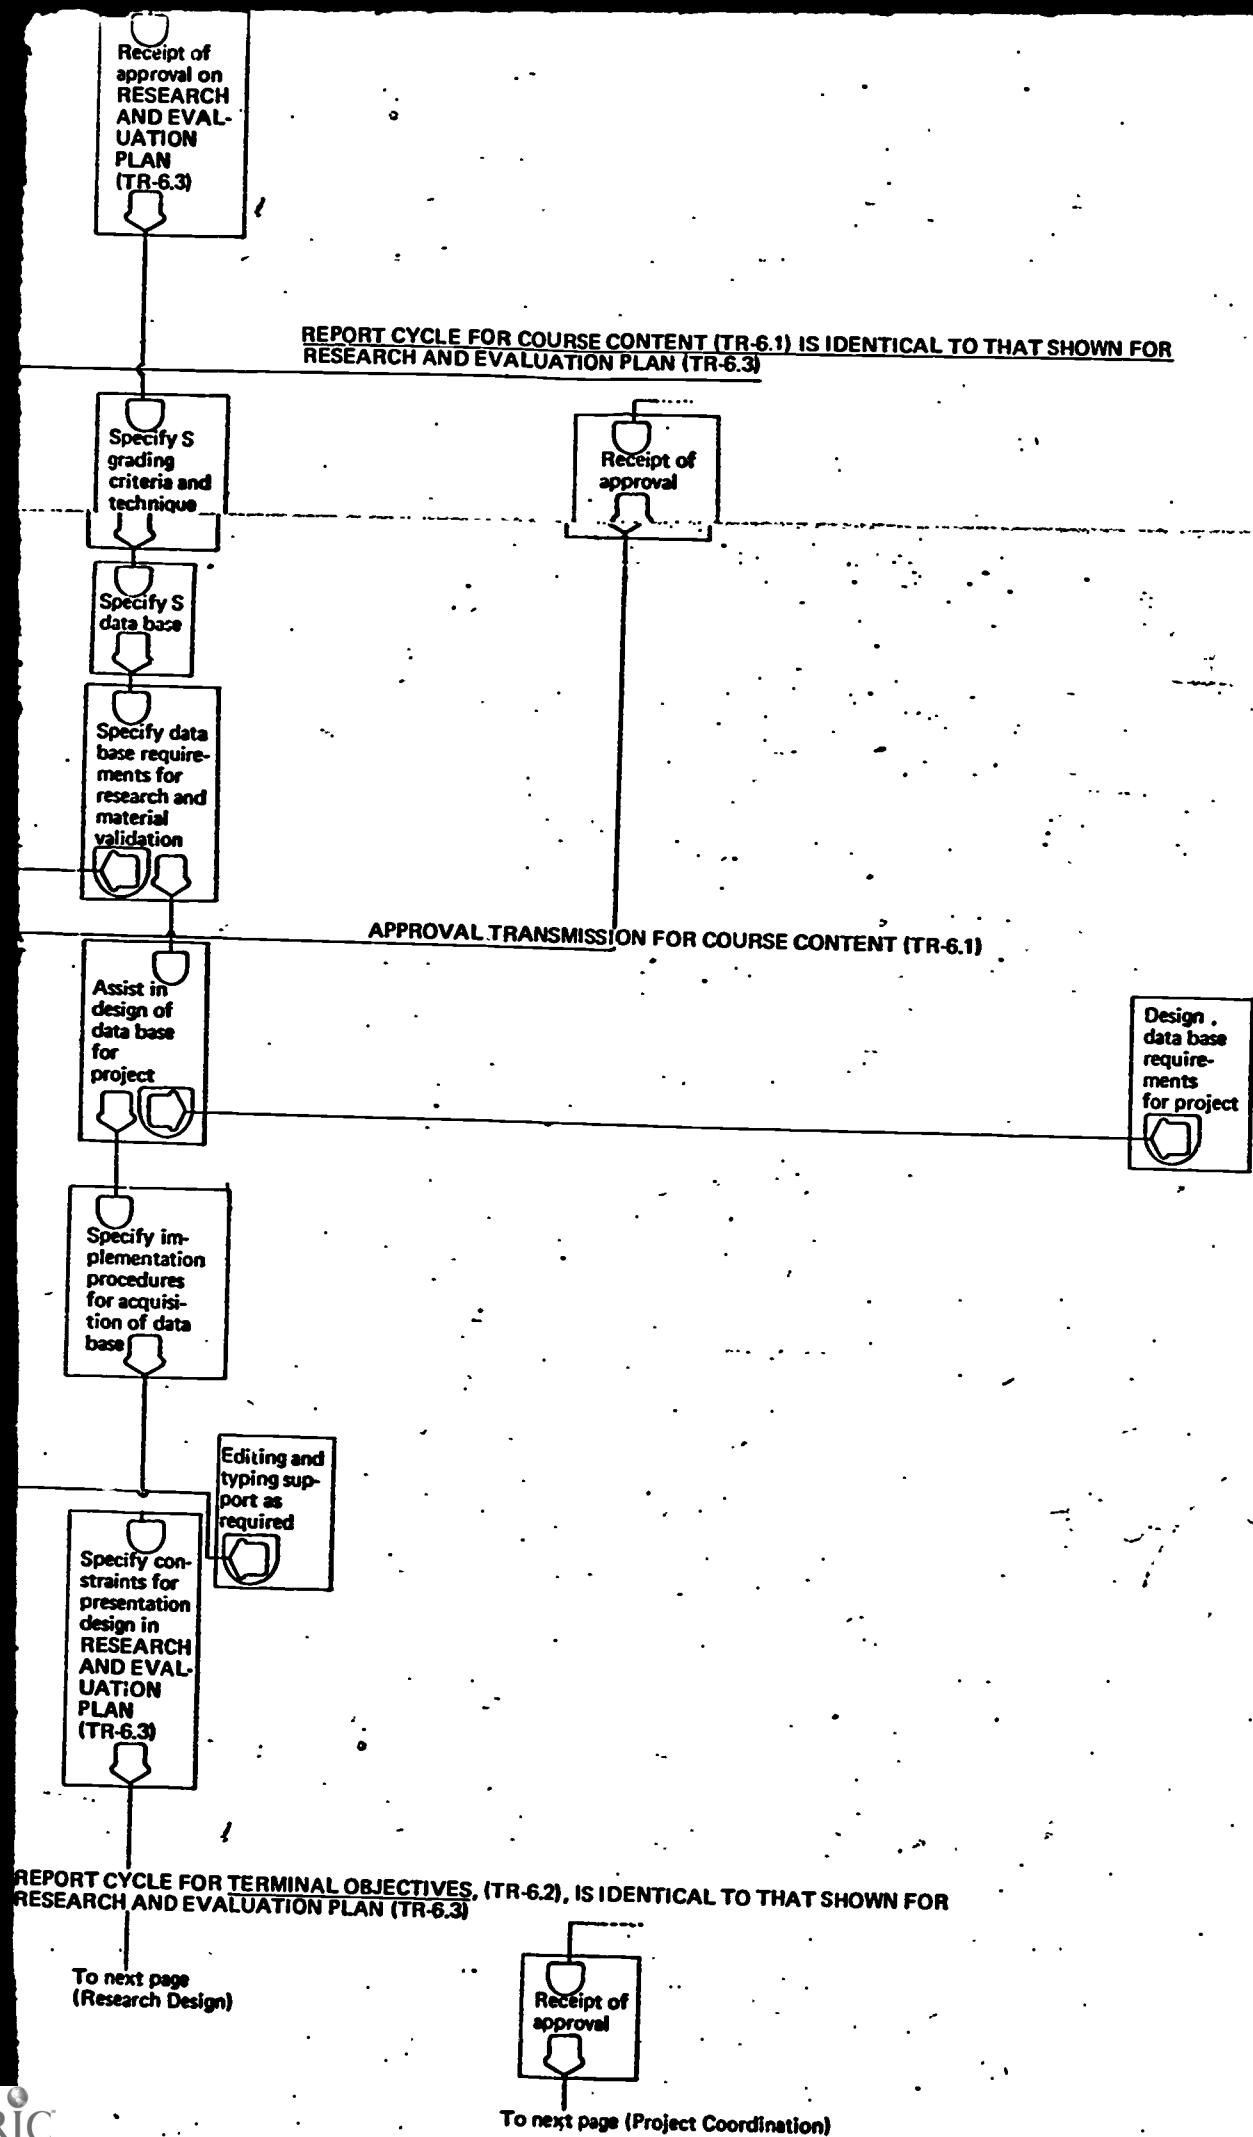 Receipt of
approval on
RESEARCH
AND EVAL-
UATION
PLAN
(TR-6.3)
REPORT CYCLE FOR COURSE CONTENT (TR-6.1) IS IDENTICAL TO THAT SHOWN FOR
RESEARCH AND EVALUATION PLAN (TR-6.3)
Specify S
grading
criteria and
technique
Receipt of
approval
Specify S
data base
Specify data
base require-
ments for
research and
material
validation
APPROVAL TRANSMISSION FOR COURSE CONTENT (TR-6.1)
Assist in
design of
data base
for
project
Design
data base
require-
ments
for project
Specify im-
plementation
procedures
for acquisi-
tion of data
base
Editing and
typing sup-
port as
required
Specify con-
straints for
presentation
design in
RESEARCH
AND EVAL-
UATION
PLAN
(TR-6.3)
REPORT CYCLE FOR TERMINAL OBJECTIVES, (TR-6.2), IS IDENTICAL TO THAT SHOWN FOR
RESEARCH AND EVALUATION PLAN (TR-6.3)
To next page
(Research Design)
Receipt of
approval
To next page (Project Coordination)